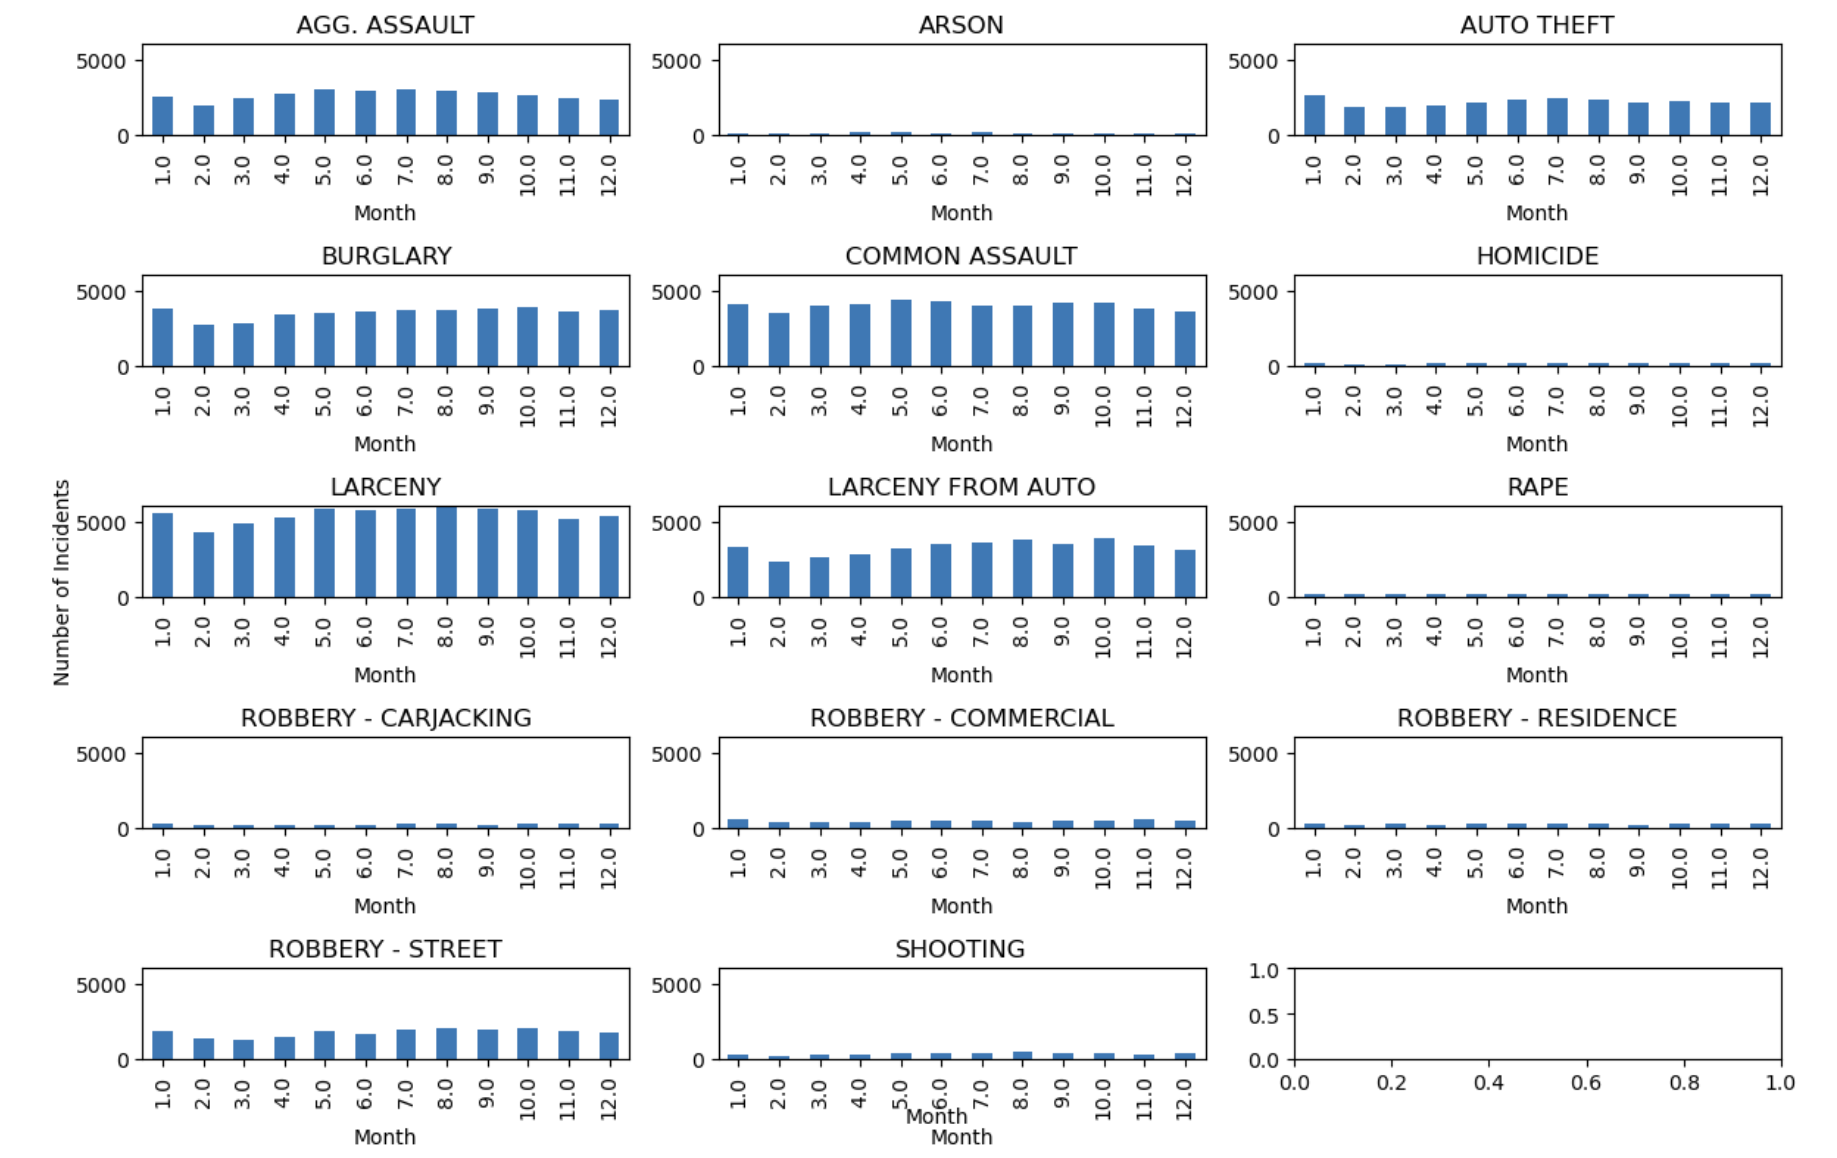 AGG. ASSAULT
5000
0
1.0 2.0 3.0 4.0 5.0 6.0 7.0 8.0 9.0 10.0 11.0 12.0
Month
ARSON
5000
0
1.0 2.0 3.0 4.0 5.0 6.0 7.0 8.0 9.0 10.0 11.0 12.0
Month
AUTO THEFT
5000
0
1.0 2.0 3.0 4.0 5.0 6.0 7.0 8.0 9.0 10.0 11.0 12.0
Month
BURGLARY
5000
0
1.0 2.0 3.0 4.0 5.0 6.0 7.0 8.0 9.0 10.0 11.0 12.0
Month
COMMON ASSAULT
5000
0
1.0 2.0 3.0 4.0 5.0 6.0 7.0 8.0 9.0 10.0 11.0 12.0
Month
HOMICIDE
5000
0
1.0 2.0 3.0 4.0 5.0 6.0 7.0 8.0 9.0 10.0 11.0 12.0
Month
Number of Incidents
LARCENY
5000
0
1.0 2.0 3.0 4.0 5.0 6.0 7.0 8.0 9.0 10.0 11.0 12.0
Month
LARCENY FROM AUTO
5000
0
1.0 2.0 3.0 4.0 5.0 6.0 7.0 8.0 9.0 10.0 11.0 12.0
Month
RAPE
5000
0
1.0 2.0 3.0 4.0 5.0 6.0 7.0 8.0 9.0 10.0 11.0 12.0
Month
ROBBERY - CARJACKING
5000
0
1.0 2.0 3.0 4.0 5.0 6.0 7.0 8.0 9.0 10.0 11.0 12.0
Month
ROBBERY - COMMERCIAL
5000
0
1.0 2.0 3.0 4.0 5.0 6.0 7.0 8.0 9.0 10.0 11.0 12.0
Month
ROBBERY - RESIDENCE
5000
0
1.0 2.0 3.0 4.0 5.0 6.0 7.0 8.0 9.0 10.0 11.0 12.0
Month
ROBBERY - STREET
5000
0
1.0 2.0 3.0 4.0 5.0 6.0 7.0 8.0 9.0 10.0 11.0 12.0
Month
SHOOTING
5000
0
1.0 2.0 3.0 4.0 5.0 6.0 7.0 8.0 9.0 10.0 11.0 12.0
Month
Month
1.0
0.5
0.0
0.0 0.2 0.4 0.6 0.8 1.0